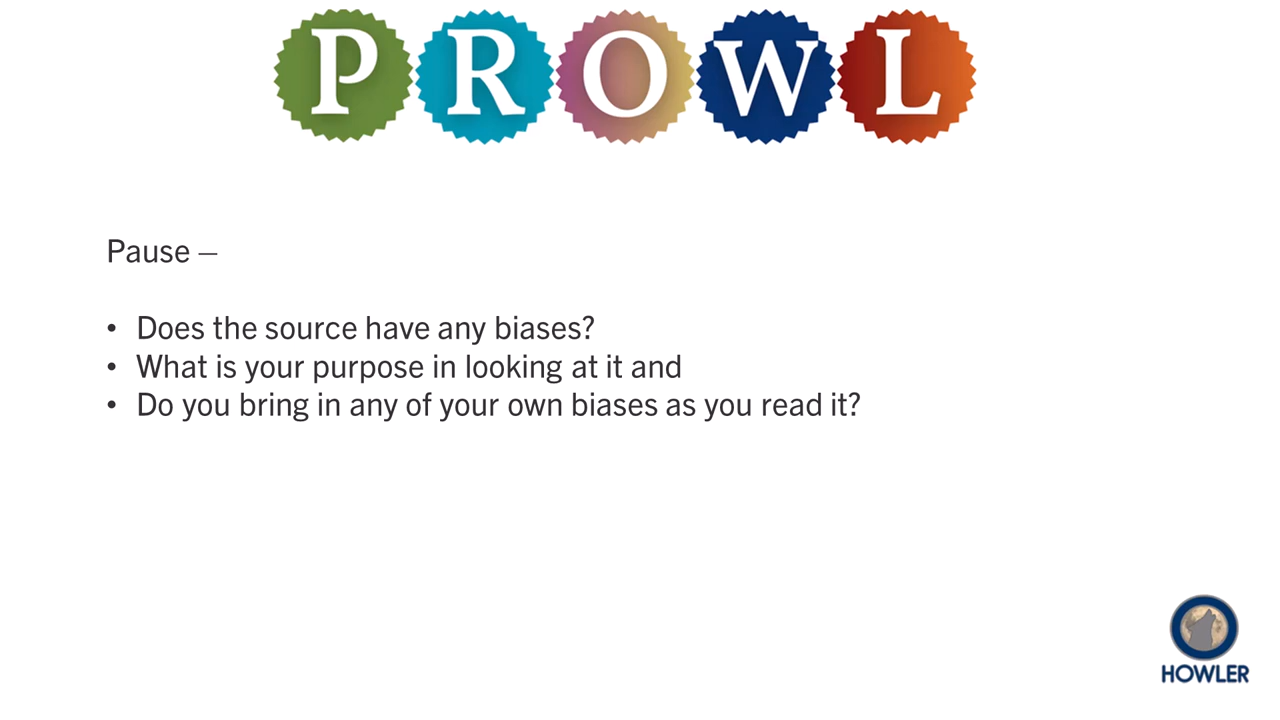 PROWL
Pause –
• Does the source have any biases?
• What is your purpose in looking at it and
• Do you bring in any of your own biases as you read it?
HOWLER